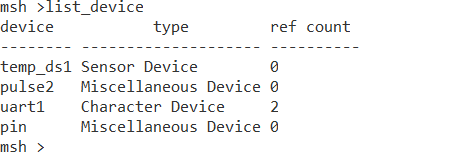 msh >list_device
device           type         ref count
-------- -------------------- ----------
temp_ds1 Sensor Device        0
pulse2   Miscellaneous Device 0
uart1    Character Device     2
pin      Miscellaneous Device 0
msh >